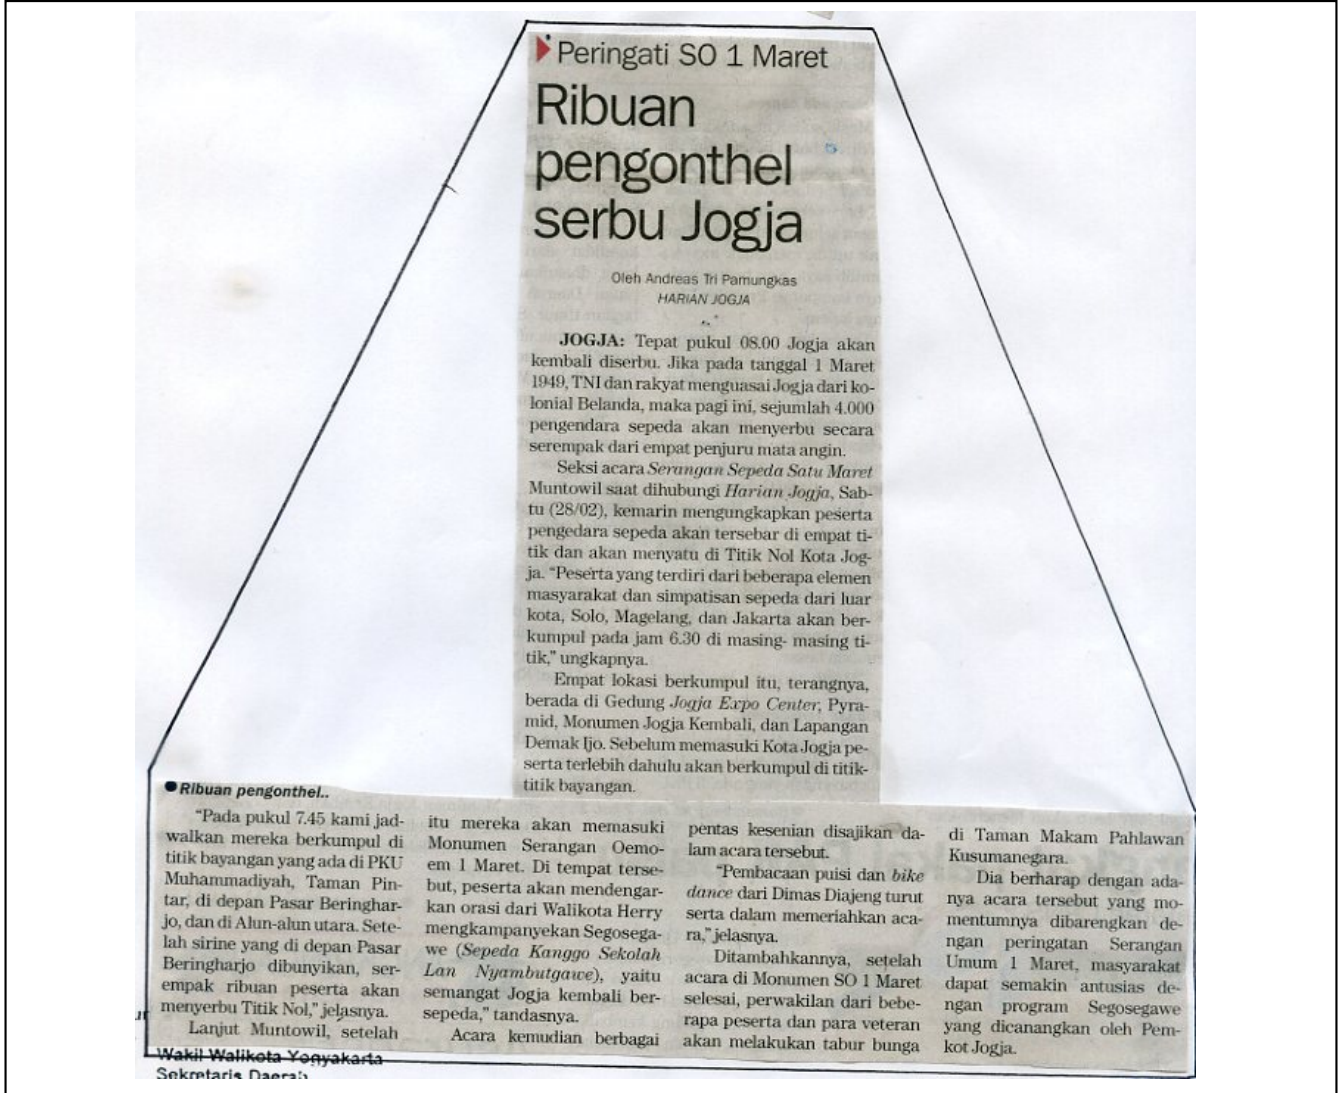 Peringati SO 1 Maret
Ribuan
pengonthel
serbu Jogja
Oleh Andreas Tri Pamungkas
HARIAN JOGJA
JOGJA: Tepat pukul 08.00 Jogja akan
kembali diserbu. Jika pada tanggal 1 Maret
1949, TNI dan rakyat menguasai Jogja dari ko-
lonial Belanda, maka pagi ini, sejumlah 4.000
pengendara sepeda akan menyerbu secara
serempak dari empat penjuru mata angin.
Seksi acara Serangan Sepeda Satu Maret
Muntowil saat dihubungi Harian Jogja, Sab-
tu (28/02), kemarin mengungkapkan peserta
pengedara sepeda akan tersebar di empat ti-
tik dan akan menyatu di Titik Nol Kota Jog-
ja. “Peserta yang terdiri dari beberapa elemen
masyarakat dan simpatisan sepeda dari luar
kota, Solo, Magelang, dan Jakarta akan ber-
kumpul pada jam 6.30 di masing- masing ti-
tik,” ungkapnya.
Empat lokasi berkumpul itu, terangnya,
berada di Gedung Jogja Expo Center, Pyra-
mid, Monumen Jogja Kembali, dan Lapangan
Demak Ijo. Sebelum memasuki Kota Jogja pe-
serta terlebih dahulu akan berkumpul di titik-
titik bayangan.
Ribuan pengonthel..
“Pada pukul 7.45 kami jad-
walkan mereka berkumpul di
titik bayangan yang ada di PKU
Muhammadiyah, Taman Pin-
tar, di depan Pasar Beringhar-
jo, dan di Alun-alun utara. Sete-
lah sirine yang di depan Pasar
Beringharjo dibunyikan, ser-
empak ribuan peserta akan
menyerbu Titik Nol,” jelasnya.
Lanjut Muntowil, setelah
itu mereka akan memasuki
Monumen Serangan Oemo-
em 1 Maret. Di tempat terse-
but, peserta akan mendengar-
kan orasi dari Walikota Herry
mengkampanyekan Segosega-
we (Sepeda Kanggo Sekolah
Lan Nyambutgawe), yaitu
semangat Jogja kembali ber-
sepeda,” tandasnya.
Acara kemudian berbagai
pentas kesenian disajikan da-
lam acara tersebut.
“Pembacaan puisi dan bike
dance dari Dimas Diajeng turut
serta dalam memeriahkan aca-
ra,” jelasnya.
Ditambahkannya, setelah
acara di Monumen SO 1 Maret
selesai, perwakilan dari bebe-
rapa peserta dan para veteran
akan melakukan tabur bunga
di Taman Makam Pahlawan
Kusumanegara.
Dia berharap dengan ada-
nya acara tersebut yang mo-
mentumnya dibarengkan de-
ngan peringatan Serangan
Umum 1 Maret, masyarakat
dapat semakin antusias de-
ngan program Segosegawe
yang dicanangkan oleh Pem-
kot Jogja.
Wakil Walikota Yogyakarta
Sekretaris Daerah